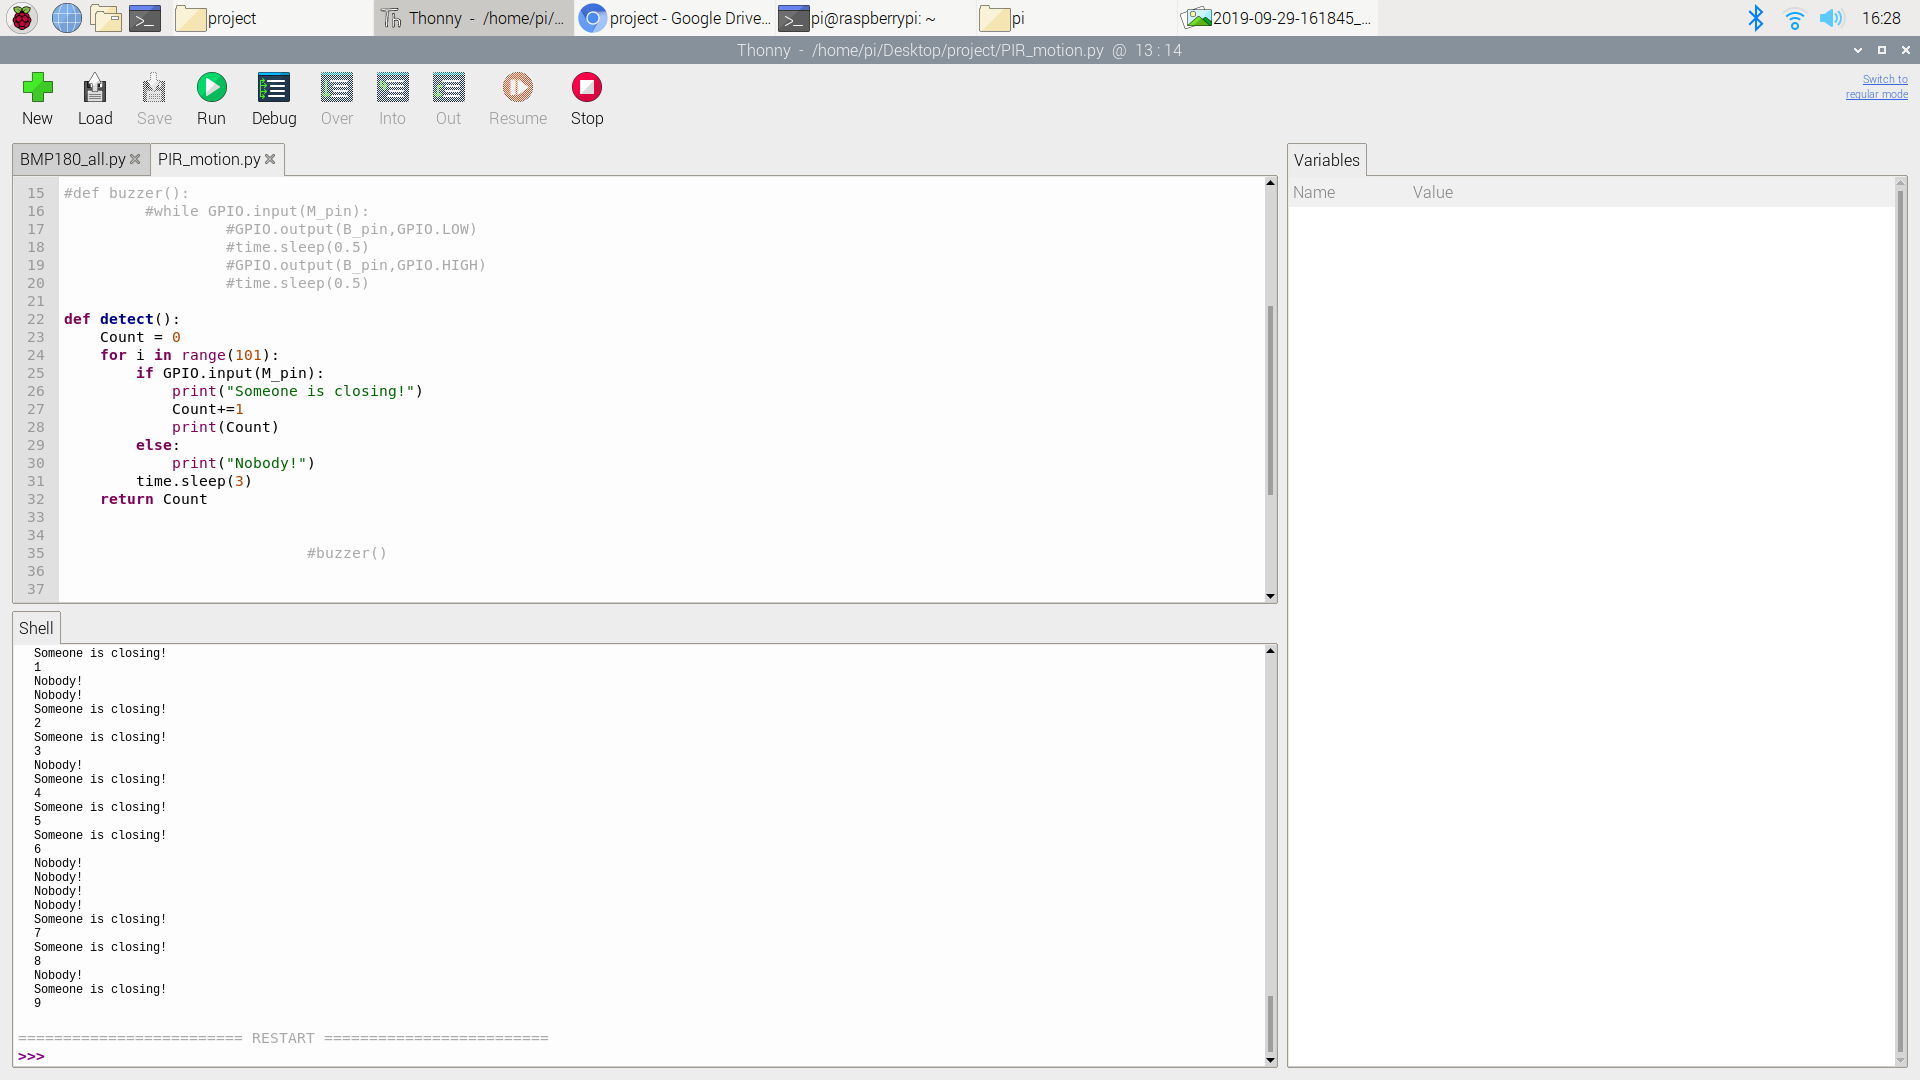 project
Thonny - /home/pi/...
project - Google Drive...
pi@raspberrypi: ~
pi
2019-09-29-161845_...
16:28
Thonny - /home/pi/Desktop/project/PIR_motion.py @ 13 : 14
New
Load
Save
Run
Debug
Over
Into
Out
Resume
Stop
Switch to
regular mode
BMP180_all.py
PIR_motion.py
15 #def buzzer():
16 #while GPIO.input(M_pin):
17 #GPIO.output(B_pin,GPIO.LOW)
18 #time.sleep(0.5)
19 #GPIO.output(B_pin,GPIO.HIGH)
20 #time.sleep(0.5)
21
22 def detect():
23 Count = 0
24 for i in range(101):
25 if GPIO.input(M_pin):
26 print("Someone is closing!")
27 Count+=1
28 print(Count)
29 else:
30 print("Nobody!")
31 time.sleep(3)
32 return Count
33
34
35 #buzzer()
36
37
Variables
Name Value
Shell
Someone is closing!
1
Nobody!
Nobody!
Someone is closing!
2
Someone is closing!
3
Nobody!
Someone is closing!
4
Someone is closing!
5
Someone is closing!
6
Nobody!
Nobody!
Nobody!
Nobody!
Someone is closing!
7
Someone is closing!
8
Nobody!
Someone is closing!
9
========================= RESTART =========================
>>>